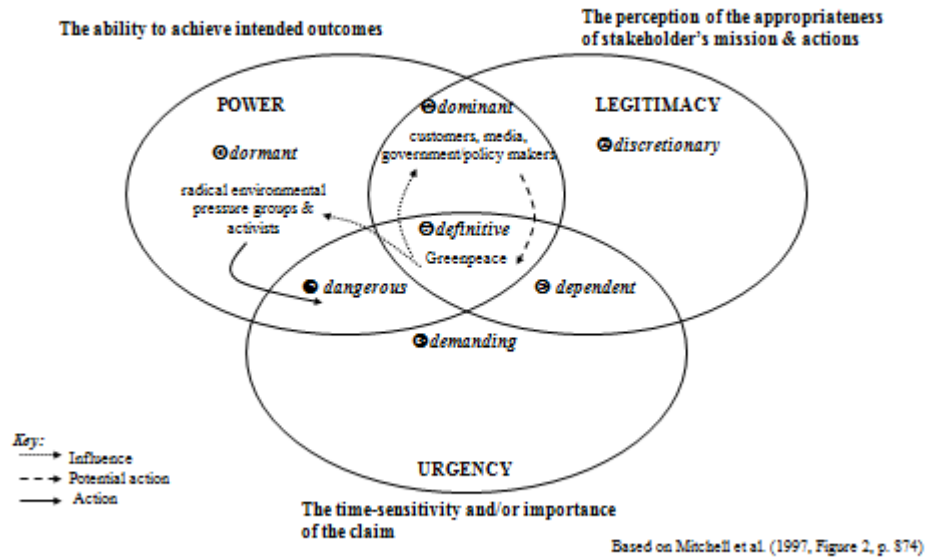 The ability to achieve intended outcomes
The perception of the appropriateness
of stakeholder's mission & actions
POWER
dominant
LEGITIMACY
customers, media,
government/policy makers
dormant
discretionary
radical environmental
pressure groups &
activists
definitive
Greenpeace
dangerous
dependent
demanding
Key:
Influence
Potential action
Action
URGENCY
The time-sensitivity and/or importance
of the claim
Based on Mitchell et al. (1997, Figure 2, p. 874)